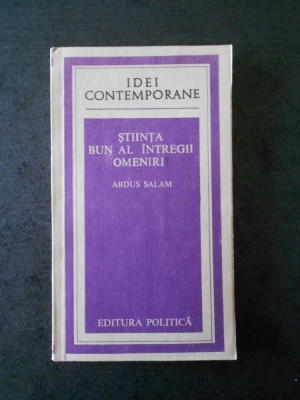 IDEI
CONTEMPORANE
ŞTIINŢA
BUN AL ÎNTREGII
OMENIRI
ABDUS SALAM
EDITURA POLITICĂ